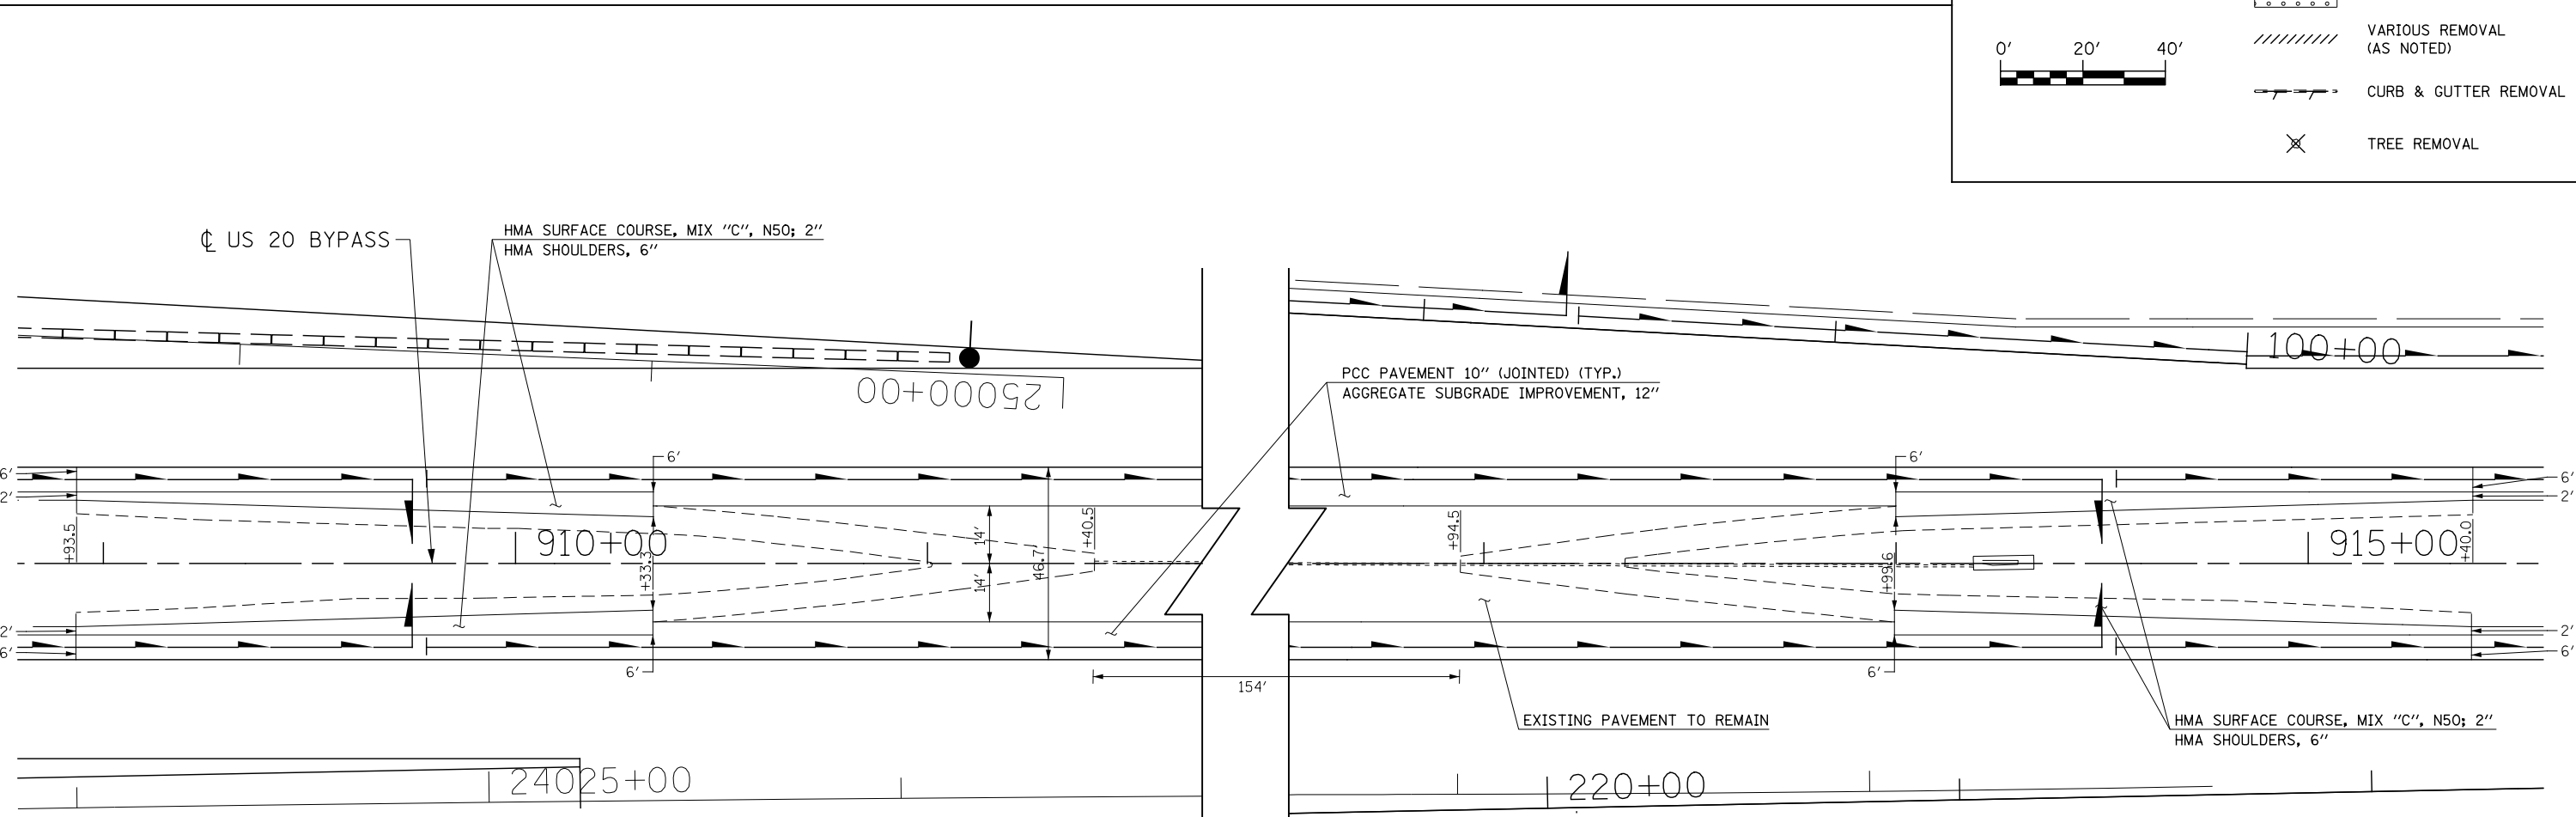 0' 20' 40'
VARIOUS REMOVAL
(AS NOTED)
CURB & GUTTER REMOVAL
TREE REMOVAL
℄ US 20 BYPASS
HMA SURFACE COURSE, MIX "C", N50; 2"
HMA SHOULDERS, 6"
100+00
25000+00
PCC PAVEMENT 10" (JOINTED) (TYP.)
AGGREGATE SUBGRADE IMPROVEMENT, 12"
6'
2'
6'
6'
6'
2'
+93.5
910+00
+33.3
14'
14'
46.7'
+40.5
+94.5
+99.6
915+00
+40.0
2'
6'
6'
6'
2'
6'
154'
EXISTING PAVEMENT TO REMAIN
HMA SURFACE COURSE, MIX "C", N50; 2"
HMA SHOULDERS, 6"
24025+00
220+00